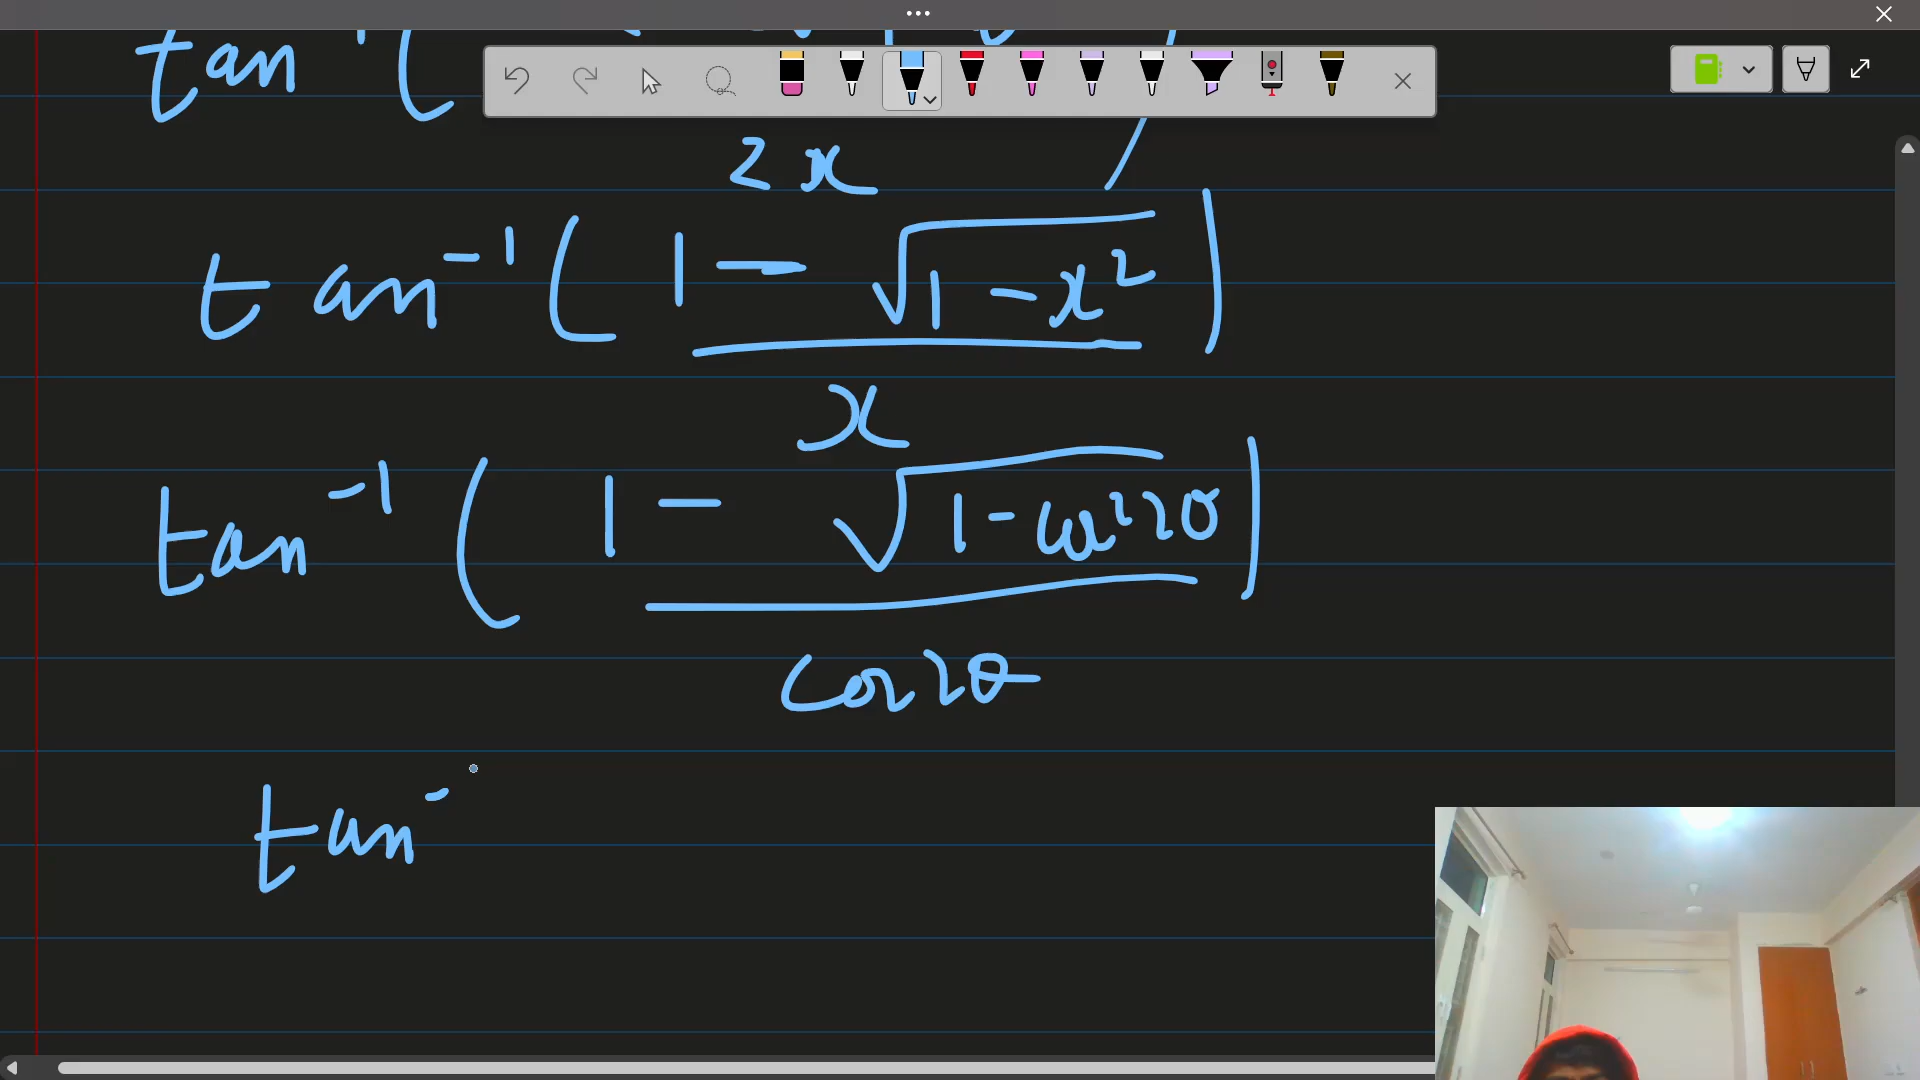 tan⁻¹(
2x
tan⁻¹( 1 - √1 - x² )
x
tan⁻¹( 1 - √1 - cos²2θ )
cos2θ
tan⁻